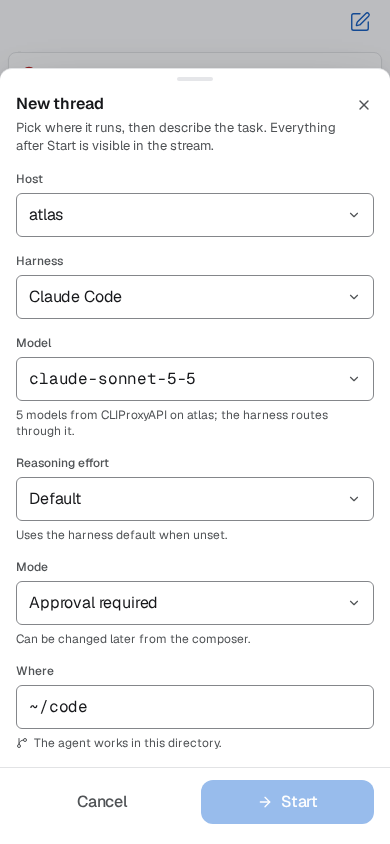 New thread
Pick where it runs, then describe the task. Everything
after Start is visible in the stream.
Host
atlas
Harness
Claude Code
Model
claude-sonnet-5-5
5 models from CLIProxyAPI on atlas; the harness routes
through it.
Reasoning effort
Default
Uses the harness default when unset.
Mode
Approval required
Can be changed later from the composer.
Where
~/code
The agent works in this directory.
Cancel
Start